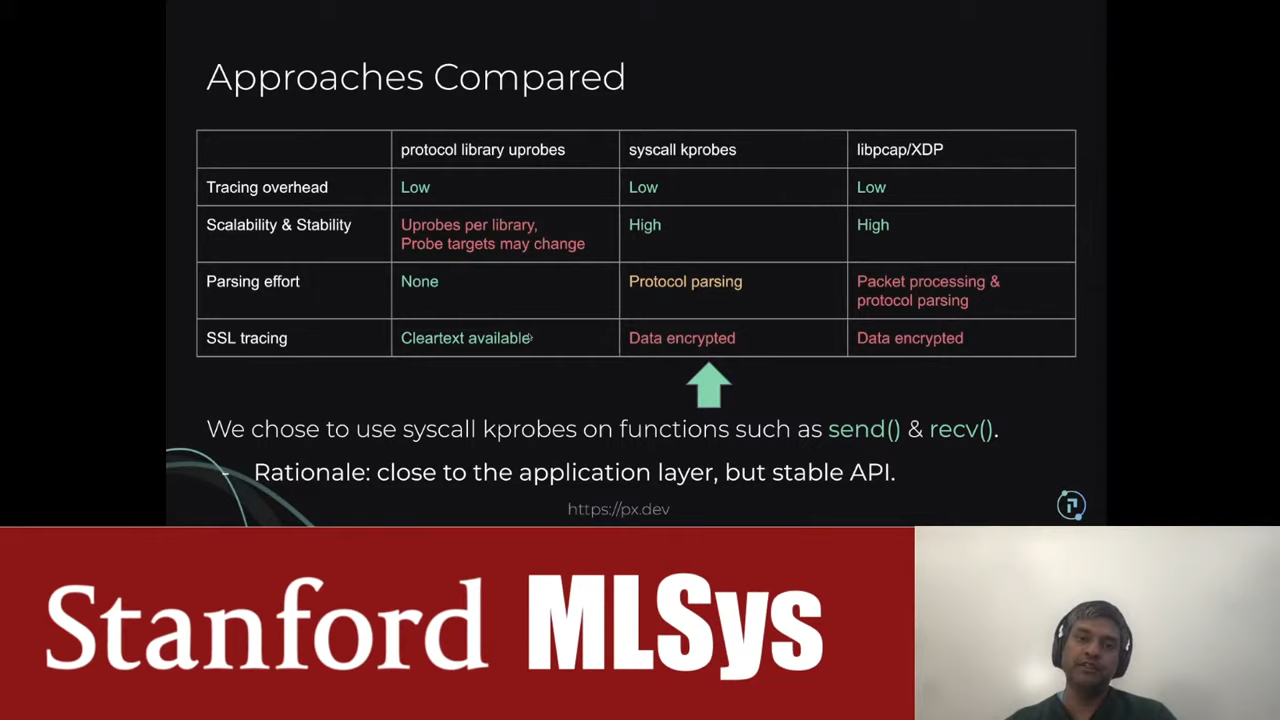 Approaches Compared
protocol library uprobes
syscall kprobes
libpcap/XDP
Tracing overhead
Low
Low
Low
Scalability & Stability
Uprobes per library,
Probe targets may change
High
High
Parsing effort
None
Protocol parsing
Packet processing &
protocol parsing
SSL tracing
Cleartext available
Data encrypted
Data encrypted
We chose to use syscall kprobes on functions such as send() & recv().
- Rationale: close to the application layer, but stable API.
https://px.dev
Stanford MLSys